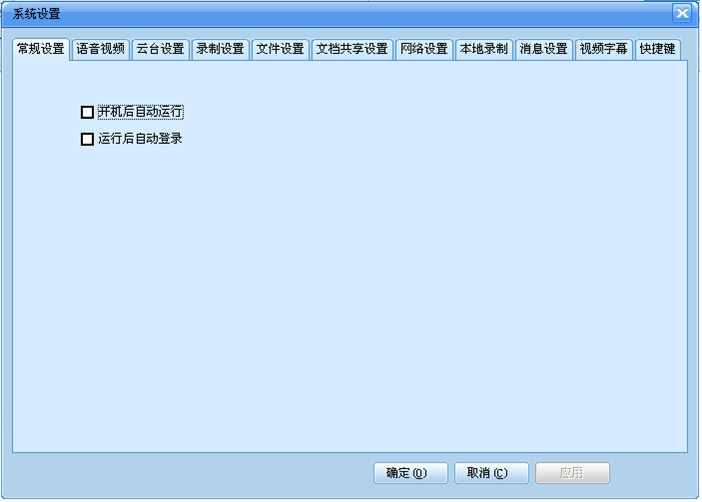 系统设置
常规设置 语音视频 云台设置 录制设置 文件设置 文档共享设置 网络设置 本地录制 消息设置 视频字幕 快捷键
开机后自动运行
运行后自动登录
确定(O) 取消(C) 应用